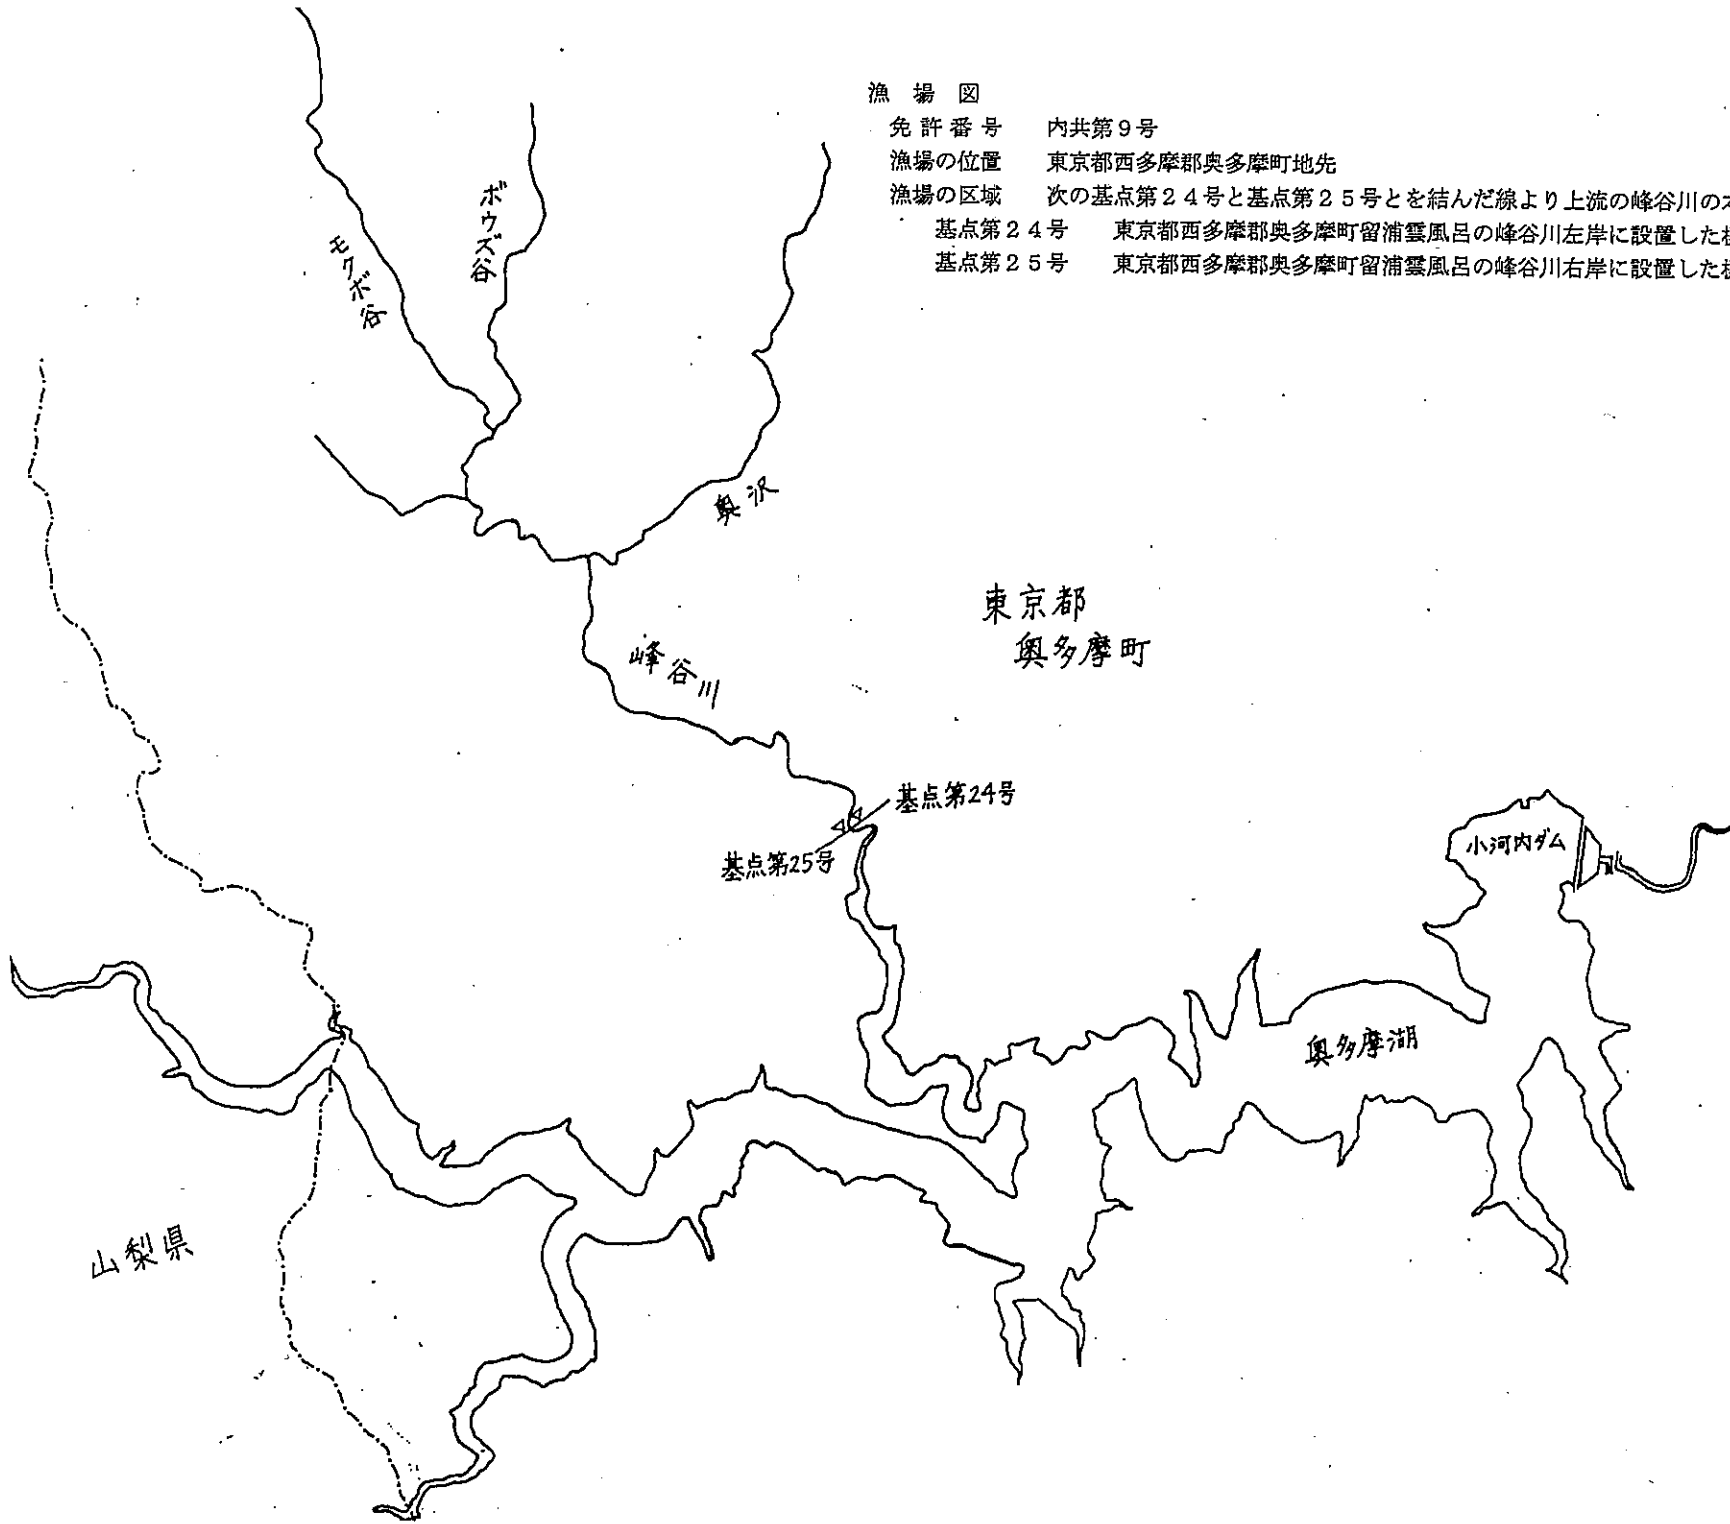 漁場図
免許番号 内共第9号
漁場の位置 東京都西多摩郡奥多摩町地先
漁場の区域 次の基点第24号と基点第25号とを結んだ線より上流の峰谷川の
基点第24号 東京都西多摩郡奥多摩町留浦雲風呂の峰谷川左岸に設置した
基点第25号 東京都西多摩郡奥多摩町留浦雲風呂の峰谷川右岸に設置した
ボウズ谷
モクボ谷
奥沢
東京都
奥多摩町
峰谷川
基点第24号
基点第25号
小河内ダム
奥多摩湖
山梨県